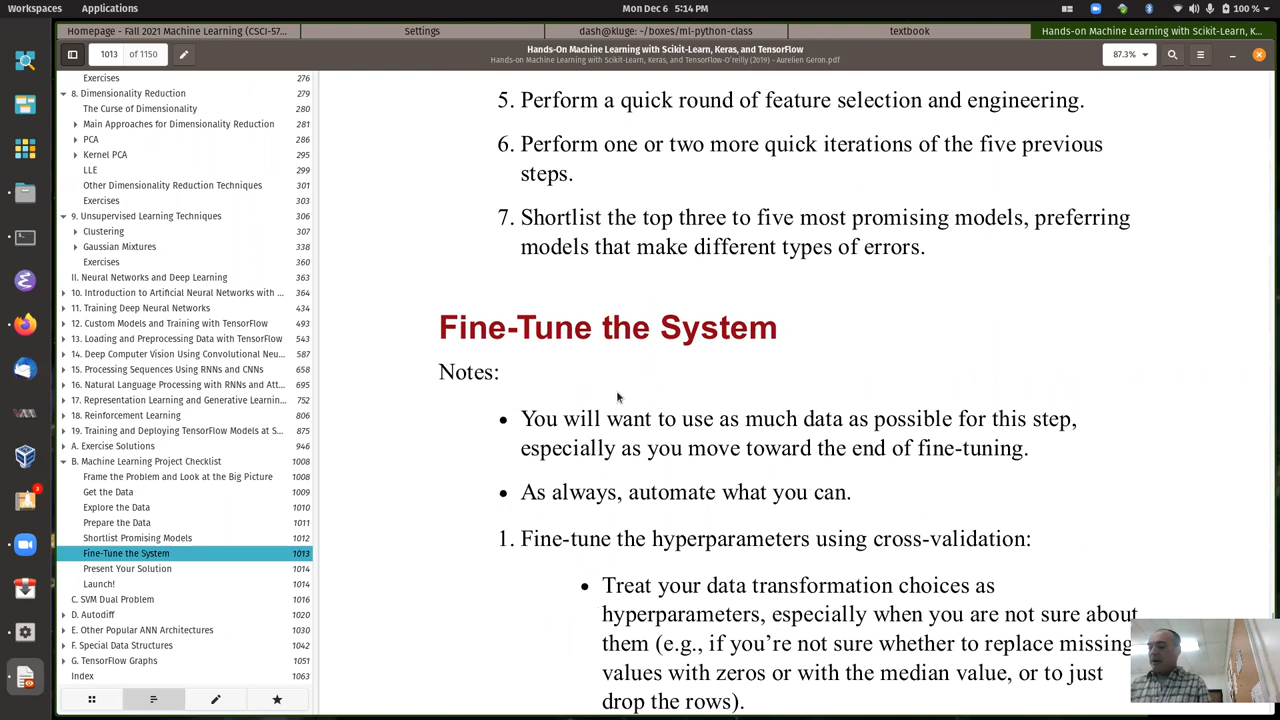 Workspaces Applications Mon Dec 6 5:14 PM 100 %
Homepage - Fall 2021 Machine Learning (CSCI-57... Settings dash@kluge: ~/boxes/ml-python-class textbook Hands-On Machine Learning with Scikit-Learn, K...
1013 of 1150
Hands-On Machine Learning with Scikit-Learn, Keras, and TensorFlow
Hands-on Machine Learning with Scikit-Learn, Keras, and TensorFlow-O'reilly (2019) - Aurelien Geron.pdf
87.3%
Exercises 276
8. Dimensionality Reduction 279
The Curse of Dimensionality 280
Main Approaches for Dimensionality Reduction 281
PCA 286
Kernel PCA 295
LLE 299
Other Dimensionality Reduction Techniques 301
Exercises 303
9. Unsupervised Learning Techniques 306
Clustering 307
Gaussian Mixtures 338
Exercises 360
II. Neural Networks and Deep Learning 363
10. Introduction to Artificial Neural Networks with ... 364
11. Training Deep Neural Networks 434
12. Custom Models and Training with TensorFlow 493
13. Loading and Preprocessing Data with TensorFlow 543
14. Deep Computer Vision Using Convolutional Neu... 587
15. Processing Sequences Using RNNs and CNNs 658
16. Natural Language Processing with RNNs and Att... 695
17. Representation Learning and Generative Learnin... 752
18. Reinforcement Learning 806
19. Training and Deploying TensorFlow Models at S... 875
A. Exercise Solutions 946
B. Machine Learning Project Checklist 1008
Frame the Problem and Look at the Big Picture 1008
Get the Data 1009
Explore the Data 1010
Prepare the Data 1011
Shortlist Promising Models 1012
Fine-Tune the System 1013
Present Your Solution 1014
Launch! 1014
C. SVM Dual Problem 1016
D. Autodiff 1020
E. Other Popular ANN Architectures 1030
F. Special Data Structures 1042
G. TensorFlow Graphs 1051
Index 1063
5. Perform a quick round of feature selection and engineering.
6. Perform one or two more quick iterations of the five previous
steps.
7. Shortlist the top three to five most promising models, preferring
models that make different types of errors.
Fine-Tune the System
Notes:
• You will want to use as much data as possible for this step,
especially as you move toward the end of fine-tuning.
• As always, automate what you can.
1. Fine-tune the hyperparameters using cross-validation:
• Treat your data transformation choices as
hyperparameters, especially when you are not sure about
them (e.g., if you're not sure whether to replace missing
values with zeros or with the median value, or to just
drop the rows).
3